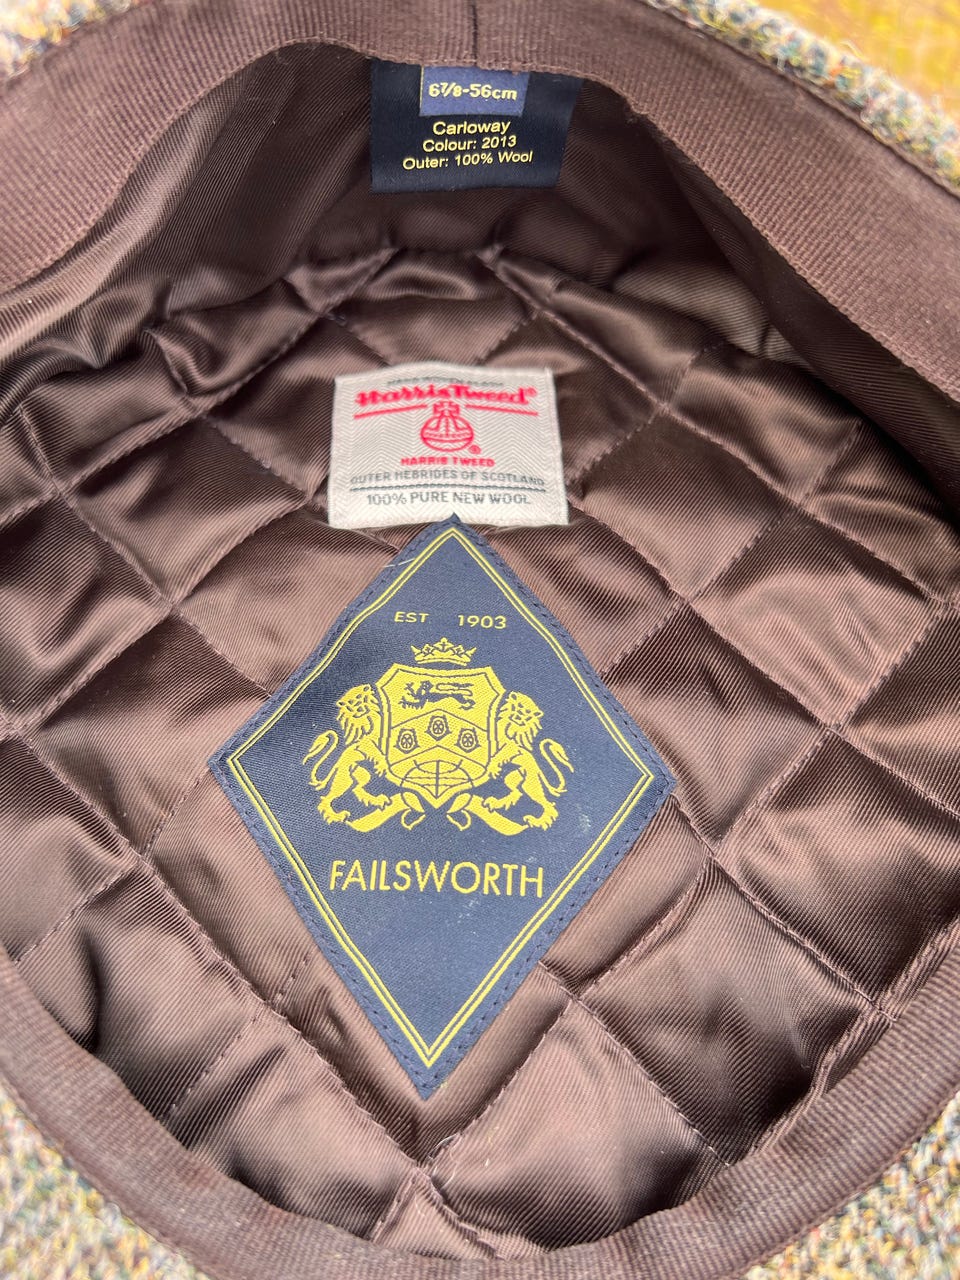 6⅞-56cm
Carloway
Colour: 2013
Outer: 100% Wool
Harris Tweed®
®
HARRIS TWEED
OUTER HEBRIDES OF SCOTLAND
100% PURE NEW WOOL
EST 1903
FAILSWORTH